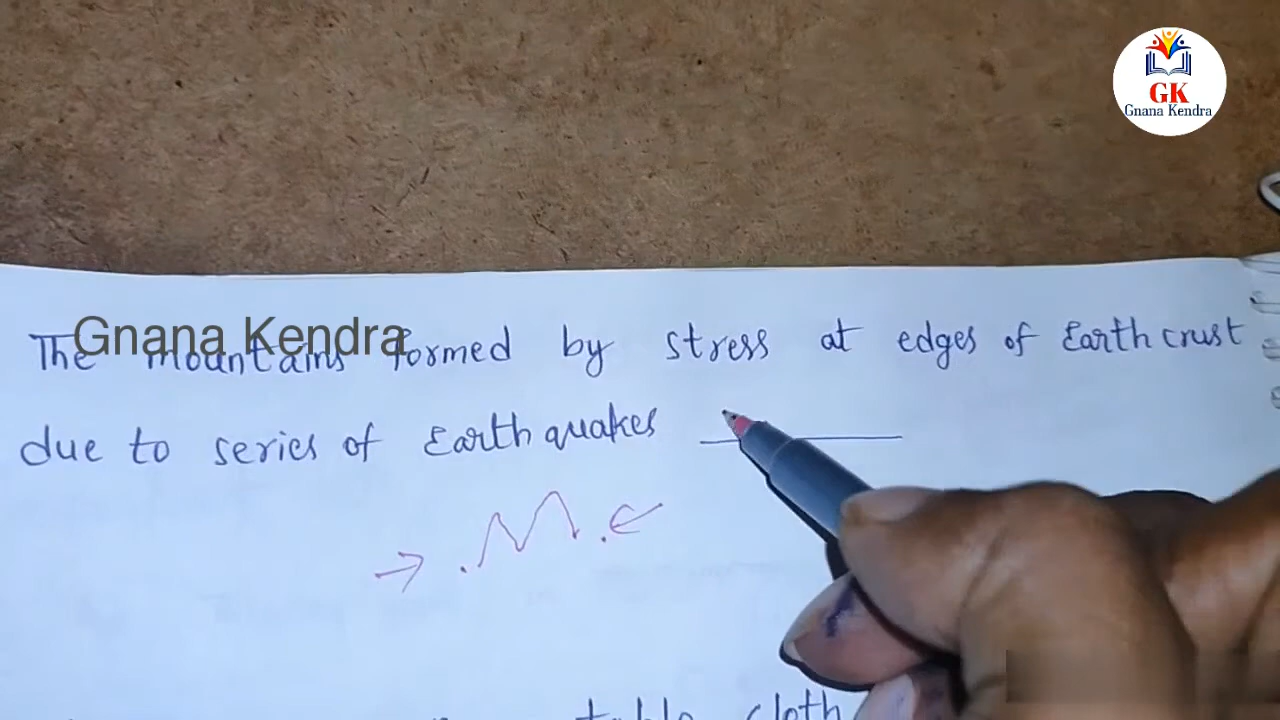 GK
Gnana Kendra
Gnana Kendra
The mountains formed by stress at edges of Earth crust
due to series of Earth quakes
table cloth